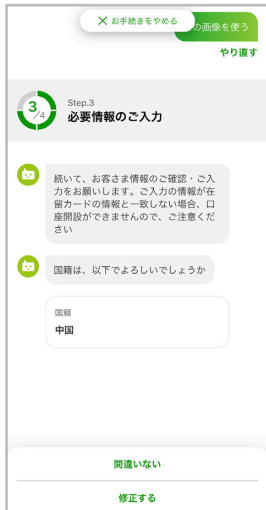 × お手続きをやめる
の画像を使う
やり直す
3/4
Step.3
必要情報のご入力
続いて、お客さま情報のご確認・ご入
力をお願いします。ご入力の情報が在
留カードの情報と一致しない場合、口
座開設ができませんので、ご注意くだ
さい
国籍は、以下でよろしいでしょうか
国籍
中国
間違いない
修正する